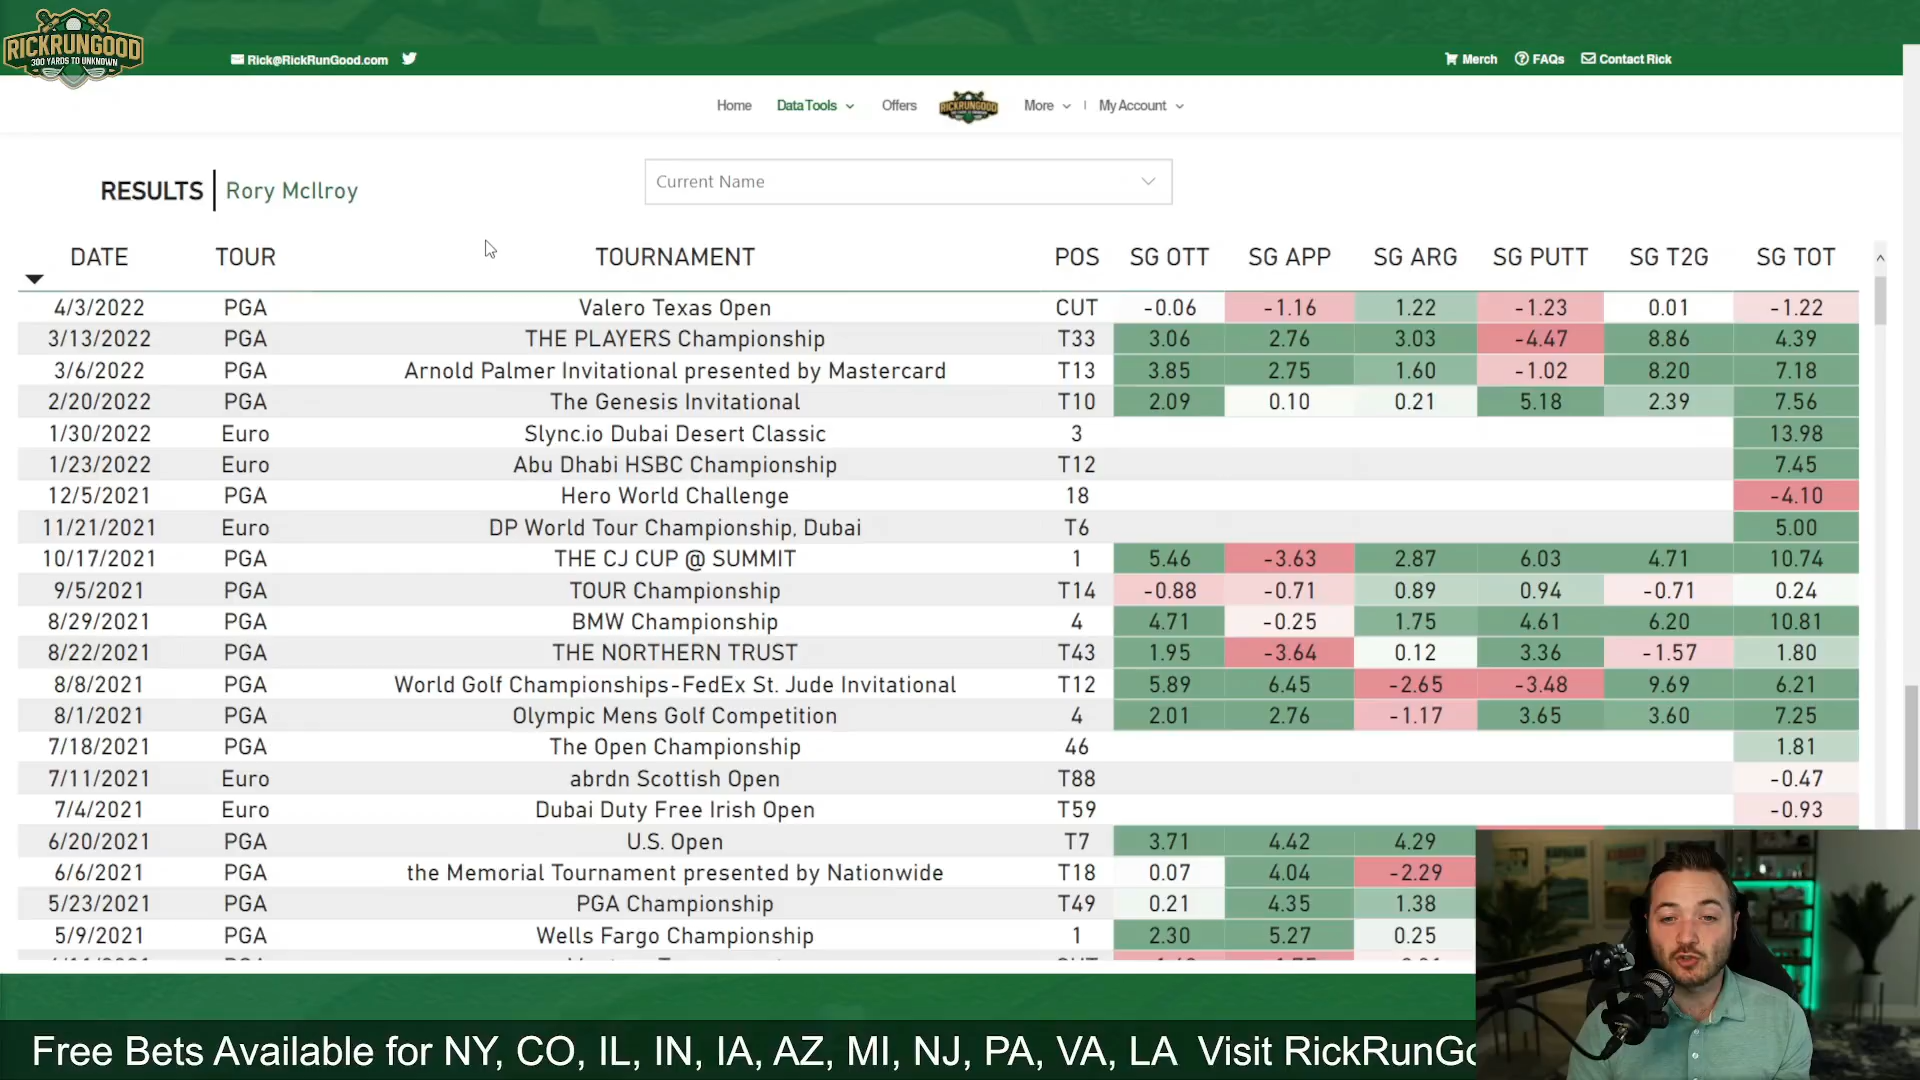 RICKRUNGOOD
300 YARDS TO UNKNOWN
Rick@RickRunGood.com
Merch FAQs Contact Rick
Home Data Tools Offers RICKRUNGOOD More My Account
RESULTS Rory McIlroy
Current Name
DATE TOUR TOURNAMENT POS SG OTT SG APP SG ARG SG PUTT SG T2G SG TOT
4/3/2022 PGA Valero Texas Open CUT -0.06 -1.16 1.22 -1.23 0.01 -1.22
3/13/2022 PGA THE PLAYERS Championship T33 3.06 2.76 3.03 -4.47 8.86 4.39
3/6/2022 PGA Arnold Palmer Invitational presented by Mastercard T13 3.85 2.75 1.60 -1.02 8.20 7.18
2/20/2022 PGA The Genesis Invitational T10 2.09 0.10 0.21 5.18 2.39 7.56
1/30/2022 Euro Slync.io Dubai Desert Classic 3 13.98
1/23/2022 Euro Abu Dhabi HSBC Championship T12 7.45
12/5/2021 PGA Hero World Challenge 18 -4.10
11/21/2021 Euro DP World Tour Championship, Dubai T6 5.00
10/17/2021 PGA THE CJ CUP @ SUMMIT 1 5.46 -3.63 2.87 6.03 4.71 10.74
9/5/2021 PGA TOUR Championship T14 -0.88 -0.71 0.89 0.94 -0.71 0.24
8/29/2021 PGA BMW Championship 4 4.71 -0.25 1.75 4.61 6.20 10.81
8/22/2021 PGA THE NORTHERN TRUST T43 1.95 -3.64 0.12 3.36 -1.57 1.80
8/8/2021 PGA World Golf Championships-FedEx St. Jude Invitational T12 5.89 6.45 -2.65 -3.48 9.69 6.21
8/1/2021 PGA Olympic Mens Golf Competition 4 2.01 2.76 -1.17 3.65 3.60 7.25
7/18/2021 PGA The Open Championship 46 1.81
7/11/2021 Euro abrdn Scottish Open T88 -0.47
7/4/2021 Euro Dubai Duty Free Irish Open T59 -0.93
6/20/2021 PGA U.S. Open T7 3.71 4.42 4.29
6/6/2021 PGA the Memorial Tournament presented by Nationwide T18 0.07 4.04 -2.29
5/23/2021 PGA PGA Championship T49 0.21 4.35 1.38
5/9/2021 PGA Wells Fargo Championship 1 2.30 5.27 0.25
Free Bets Available for NY, CO, IL, IN, IA, AZ, MI, NJ, PA, VA, LA Visit RickRunGo